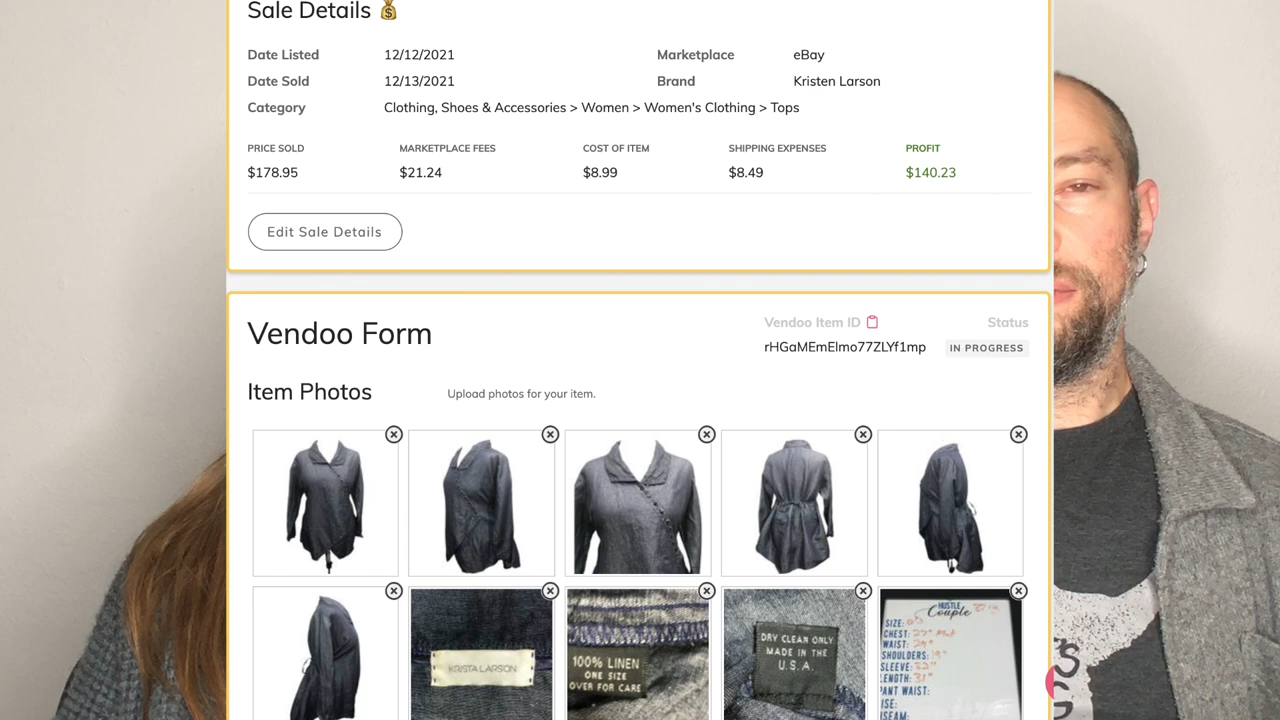 Sale Details
Date Listed 12/12/2021 Marketplace eBay
Date Sold 12/13/2021 Brand Kristen Larson
Category Clothing, Shoes & Accessories > Women > Women's Clothing > Tops
PRICE SOLD MARKETPLACE FEES COST OF ITEM SHIPPING EXPENSES PROFIT
$178.95 $21.24 $8.99 $8.49 $140.23
Edit Sale Details
Vendoo Form
Vendoo Item ID Status
rHGaMEmElmo77ZLYf1mp IN PROGRESS
Item Photos Upload photos for your item.
KRISTA LARSON
100% LINEN
ONE SIZE
OVER FOR CARE
DRY CLEAN ONLY
MADE IN THE
U.S.A.
HUSTLE
Couple
SIZE:
CHEST:
WAIST:
SHOULDERS: 19"
SLEEVE: 22"
LENGTH: 31"
PANT WAIST: